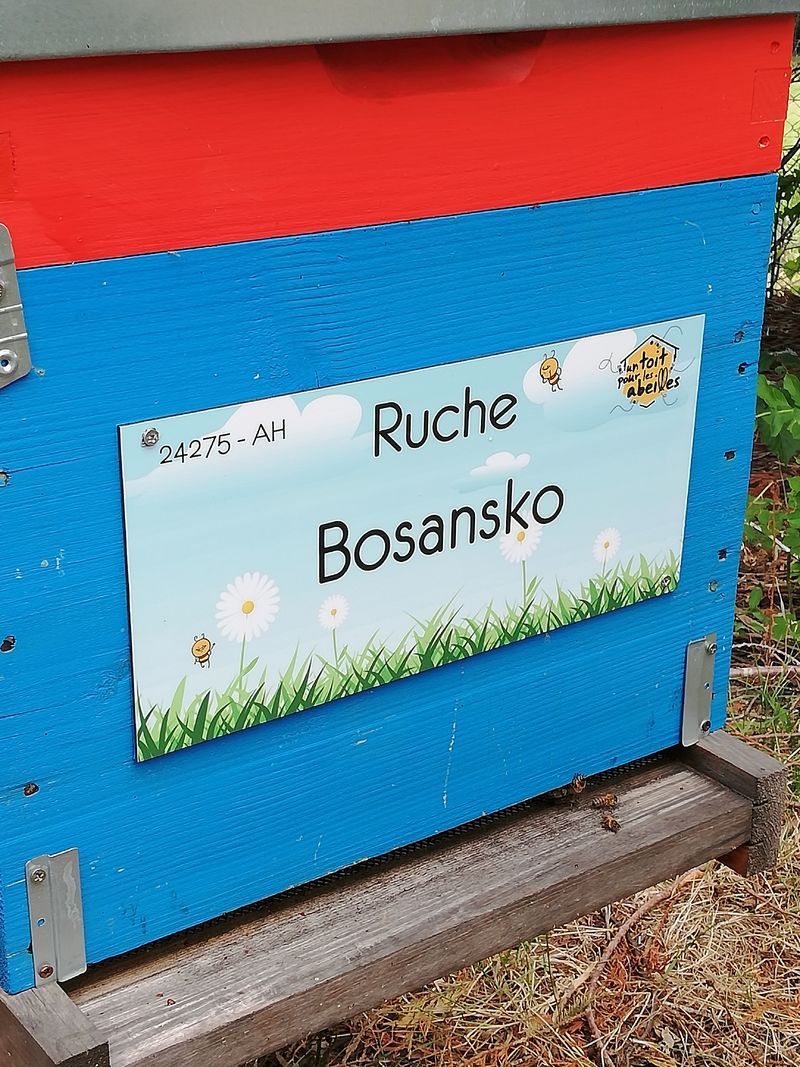 24275 - AH
Ruche
Bosansko
un toit
pour les
abeilles